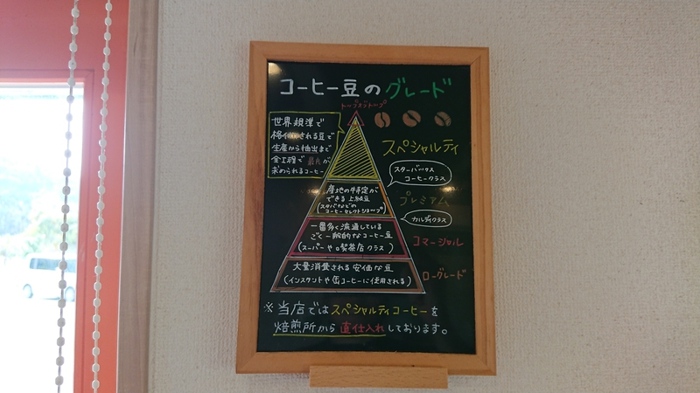 コーヒー豆のグレード
トップオブトップ
世界規準で
格付けされる豆で
生産から抽出まで
全工程で 最良が
求められるコーヒー
スペシャルティ
スターバックス
コーヒークラス
産地の特定が
できる上級豆
(スタバなどの
コーヒーセレクトショップ)
プレミアム
カルディクラス
一番多く流通している
ごく一般的なコーヒー豆
(スーパーや喫茶店クラス)
コマーシャル
大量消費される安価な豆
(インスタントや缶コーヒーに使用される)
ローグレード
※当店ではスペシャルティコーヒーを
焙煎所から直仕入れしております。